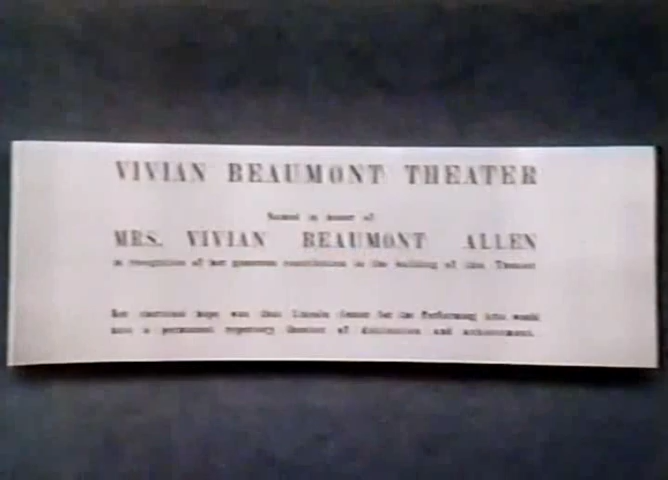 VIVIAN BEAUMONT THEATER
Named in honor of
MRS. VIVIAN BEAUMONT ALLEN
in recognition of her generous contribution to the building of this Theater
Her cherished hope was that Lincoln Center for the Performing Arts would
have a permanent repertory theater of distinction and achievement.